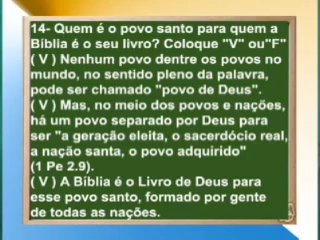 14- Quem é o povo santo para quem a
Bíblia é o seu livro? Coloque "V" ou"F"
( V ) Nenhum povo dentre os povos no
mundo, no sentido pleno da palavra,
pode ser chamado "povo de Deus".
( V ) Mas, no meio dos povos e nações,
há um povo separado por Deus para
ser "a geração eleita, o sacerdócio real,
a nação santa, o povo adquirido"
(1 Pe 2.9).
( V ) A Bíblia é o Livro de Deus para
esse povo santo, formado por gente
de todas as nações.